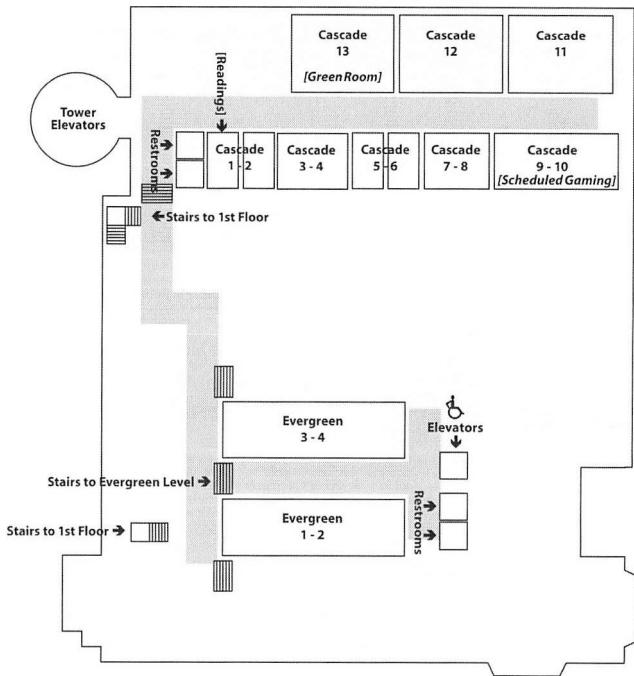 Cascade
13
[Green Room]
Cascade
12
Cascade
11
[Readings]
Tower
Elevators
Restrooms
Cascade
1 - 2
Cascade
3 - 4
Cascade
5 - 6
Cascade
7 - 8
Cascade
9 - 10
[Scheduled Gaming]
Stairs to 1st Floor
Evergreen
3 - 4
Elevators
Stairs to Evergreen Level
Restrooms
Stairs to 1st Floor
Evergreen
1 - 2